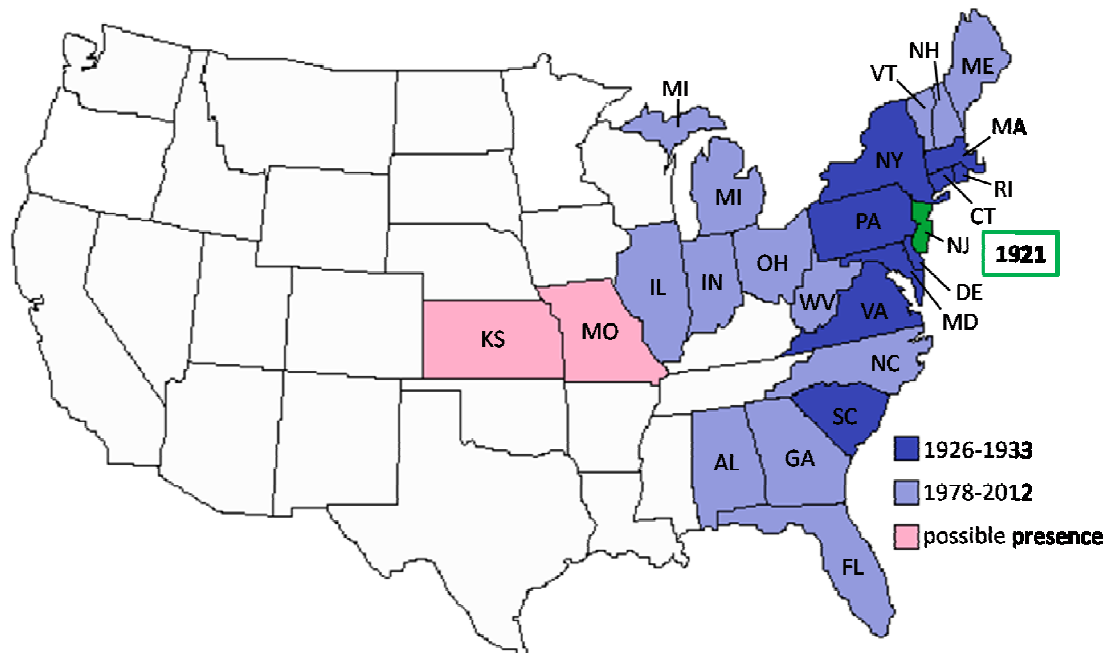 NH
ME
VT
MI
MA
NY
RI
MI
CT
PA
NJ
1921
OH
IL
IN
DE
WV
VA
MD
KS
MO
NC
SC
1926-1933
AL
GA
1978-2012
possible presence
FL